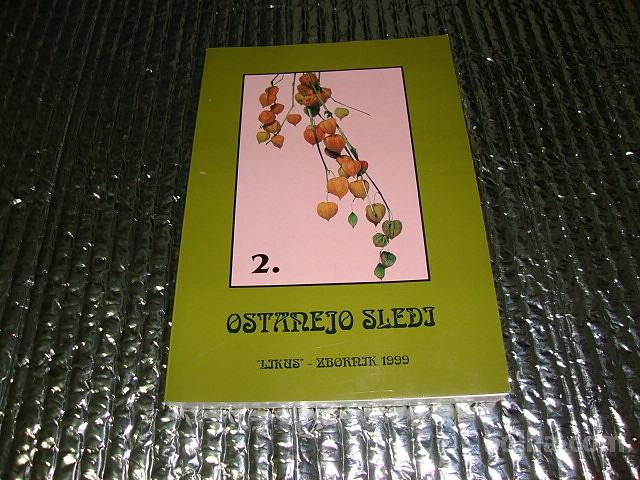 2.
OSTANEJO SLEDI
"LIKUS" - ZBORNIK 1999